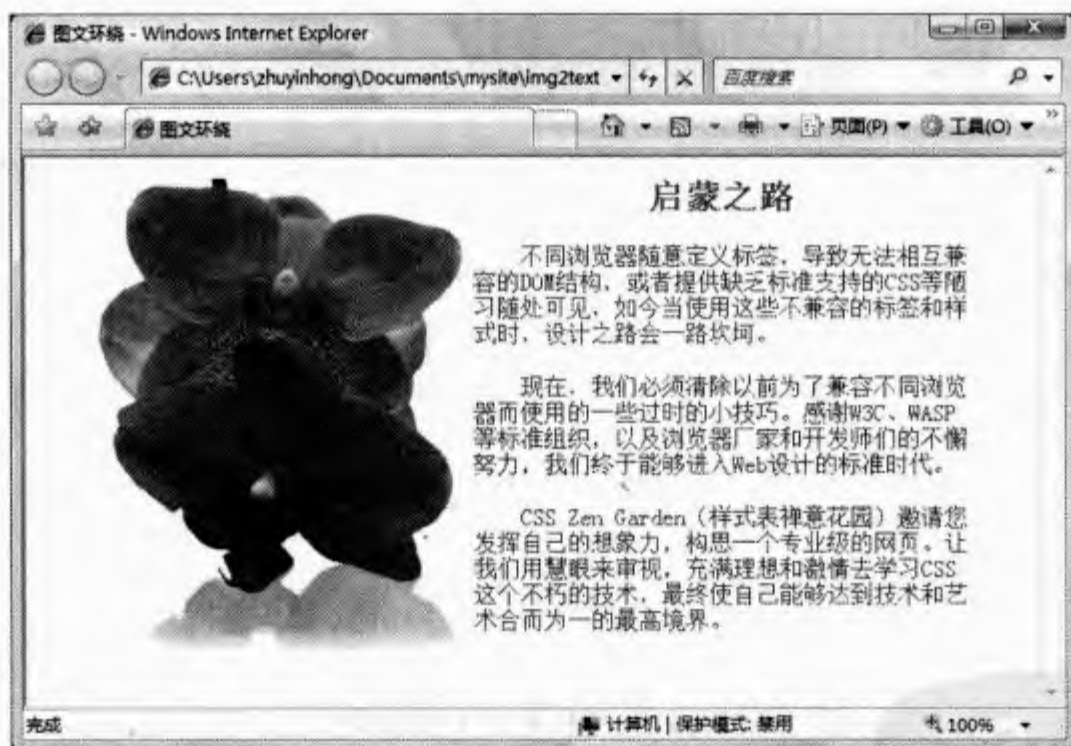 图文环绕 - Windows Internet Explorer
C:\Users\zhuyinhong\Documents\mysite\img2text
百度搜索
图文环绕
页面(P)
工具(O)
启蒙之路
不同浏览器随意定义标签，导致无法相互兼
容的DOM结构，或者提供缺乏标准支持的CSS等陋
习随处可见，如今当使用这些不兼容的标签和样
式时，设计之路会一路坎坷。
现在，我们必须清除以前为了兼容不同浏览
器而使用的一些过时的小技巧。感谢W3C、WASP
等标准组织，以及浏览器厂家和开发师们的不懈
努力，我们终于能够进入Web设计的标准时代。
CSS Zen Garden（样式表禅意花园）邀请您
发挥自己的想象力，构思一个专业级的网页。让
我们用慧眼来审视，充满理想和激情去学习CSS
这个不朽的技术，最终使自己能够达到技术和艺
术合而为一的最高境界。
完成
计算机 | 保护模式: 禁用
100%